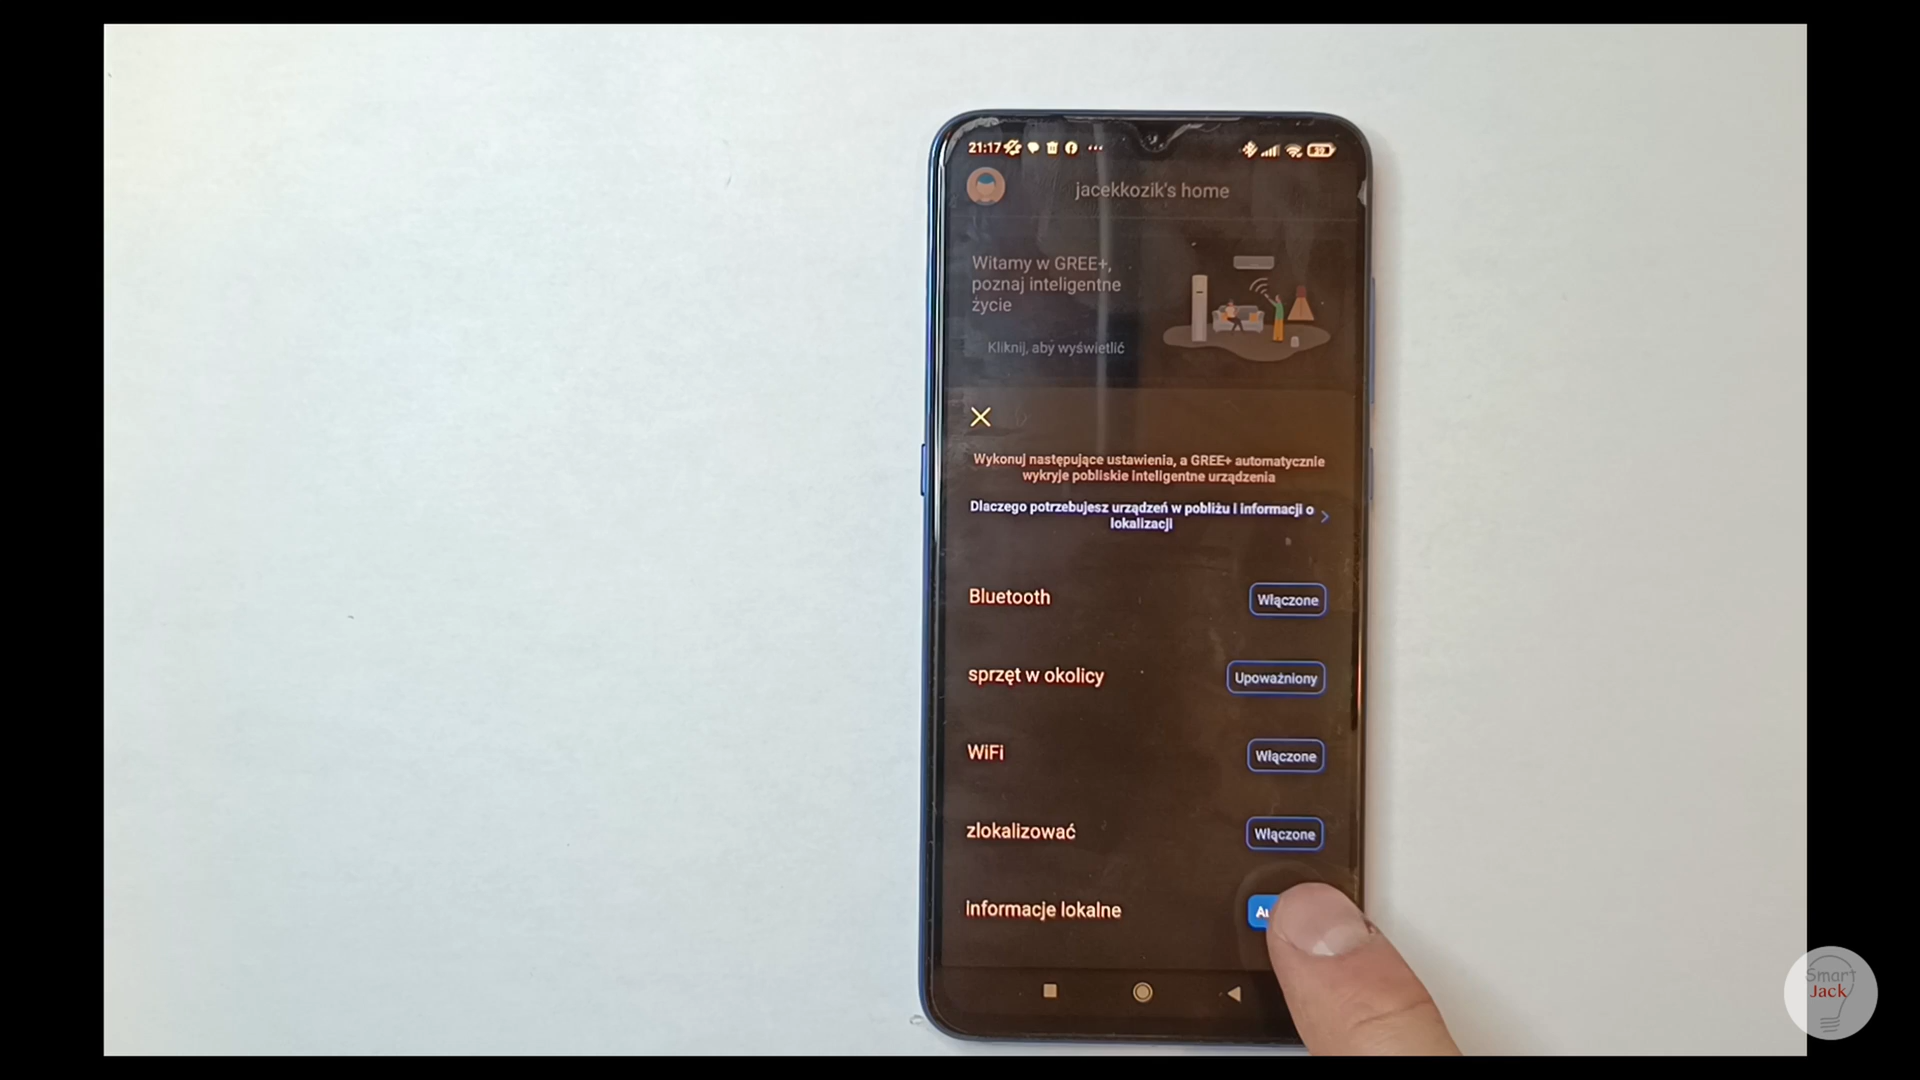 21:17
jacekkozik's home
Witamy w GREE+,
poznaj inteligentne
życie
Kliknij, aby wyświetlić
Wykonuj następujące ustawienia, a GREE+ automatycznie
wykryje pobliskie inteligentne urządzenia
Dlaczego potrzebujesz urządzeń w pobliżu i informacji o
lokalizacji
Bluetooth
Włączone
sprzęt w okolicy
Upoważniony
WiFi
Włączone
zlokalizować
Włączone
Informacje lokalne
Smart
Jack